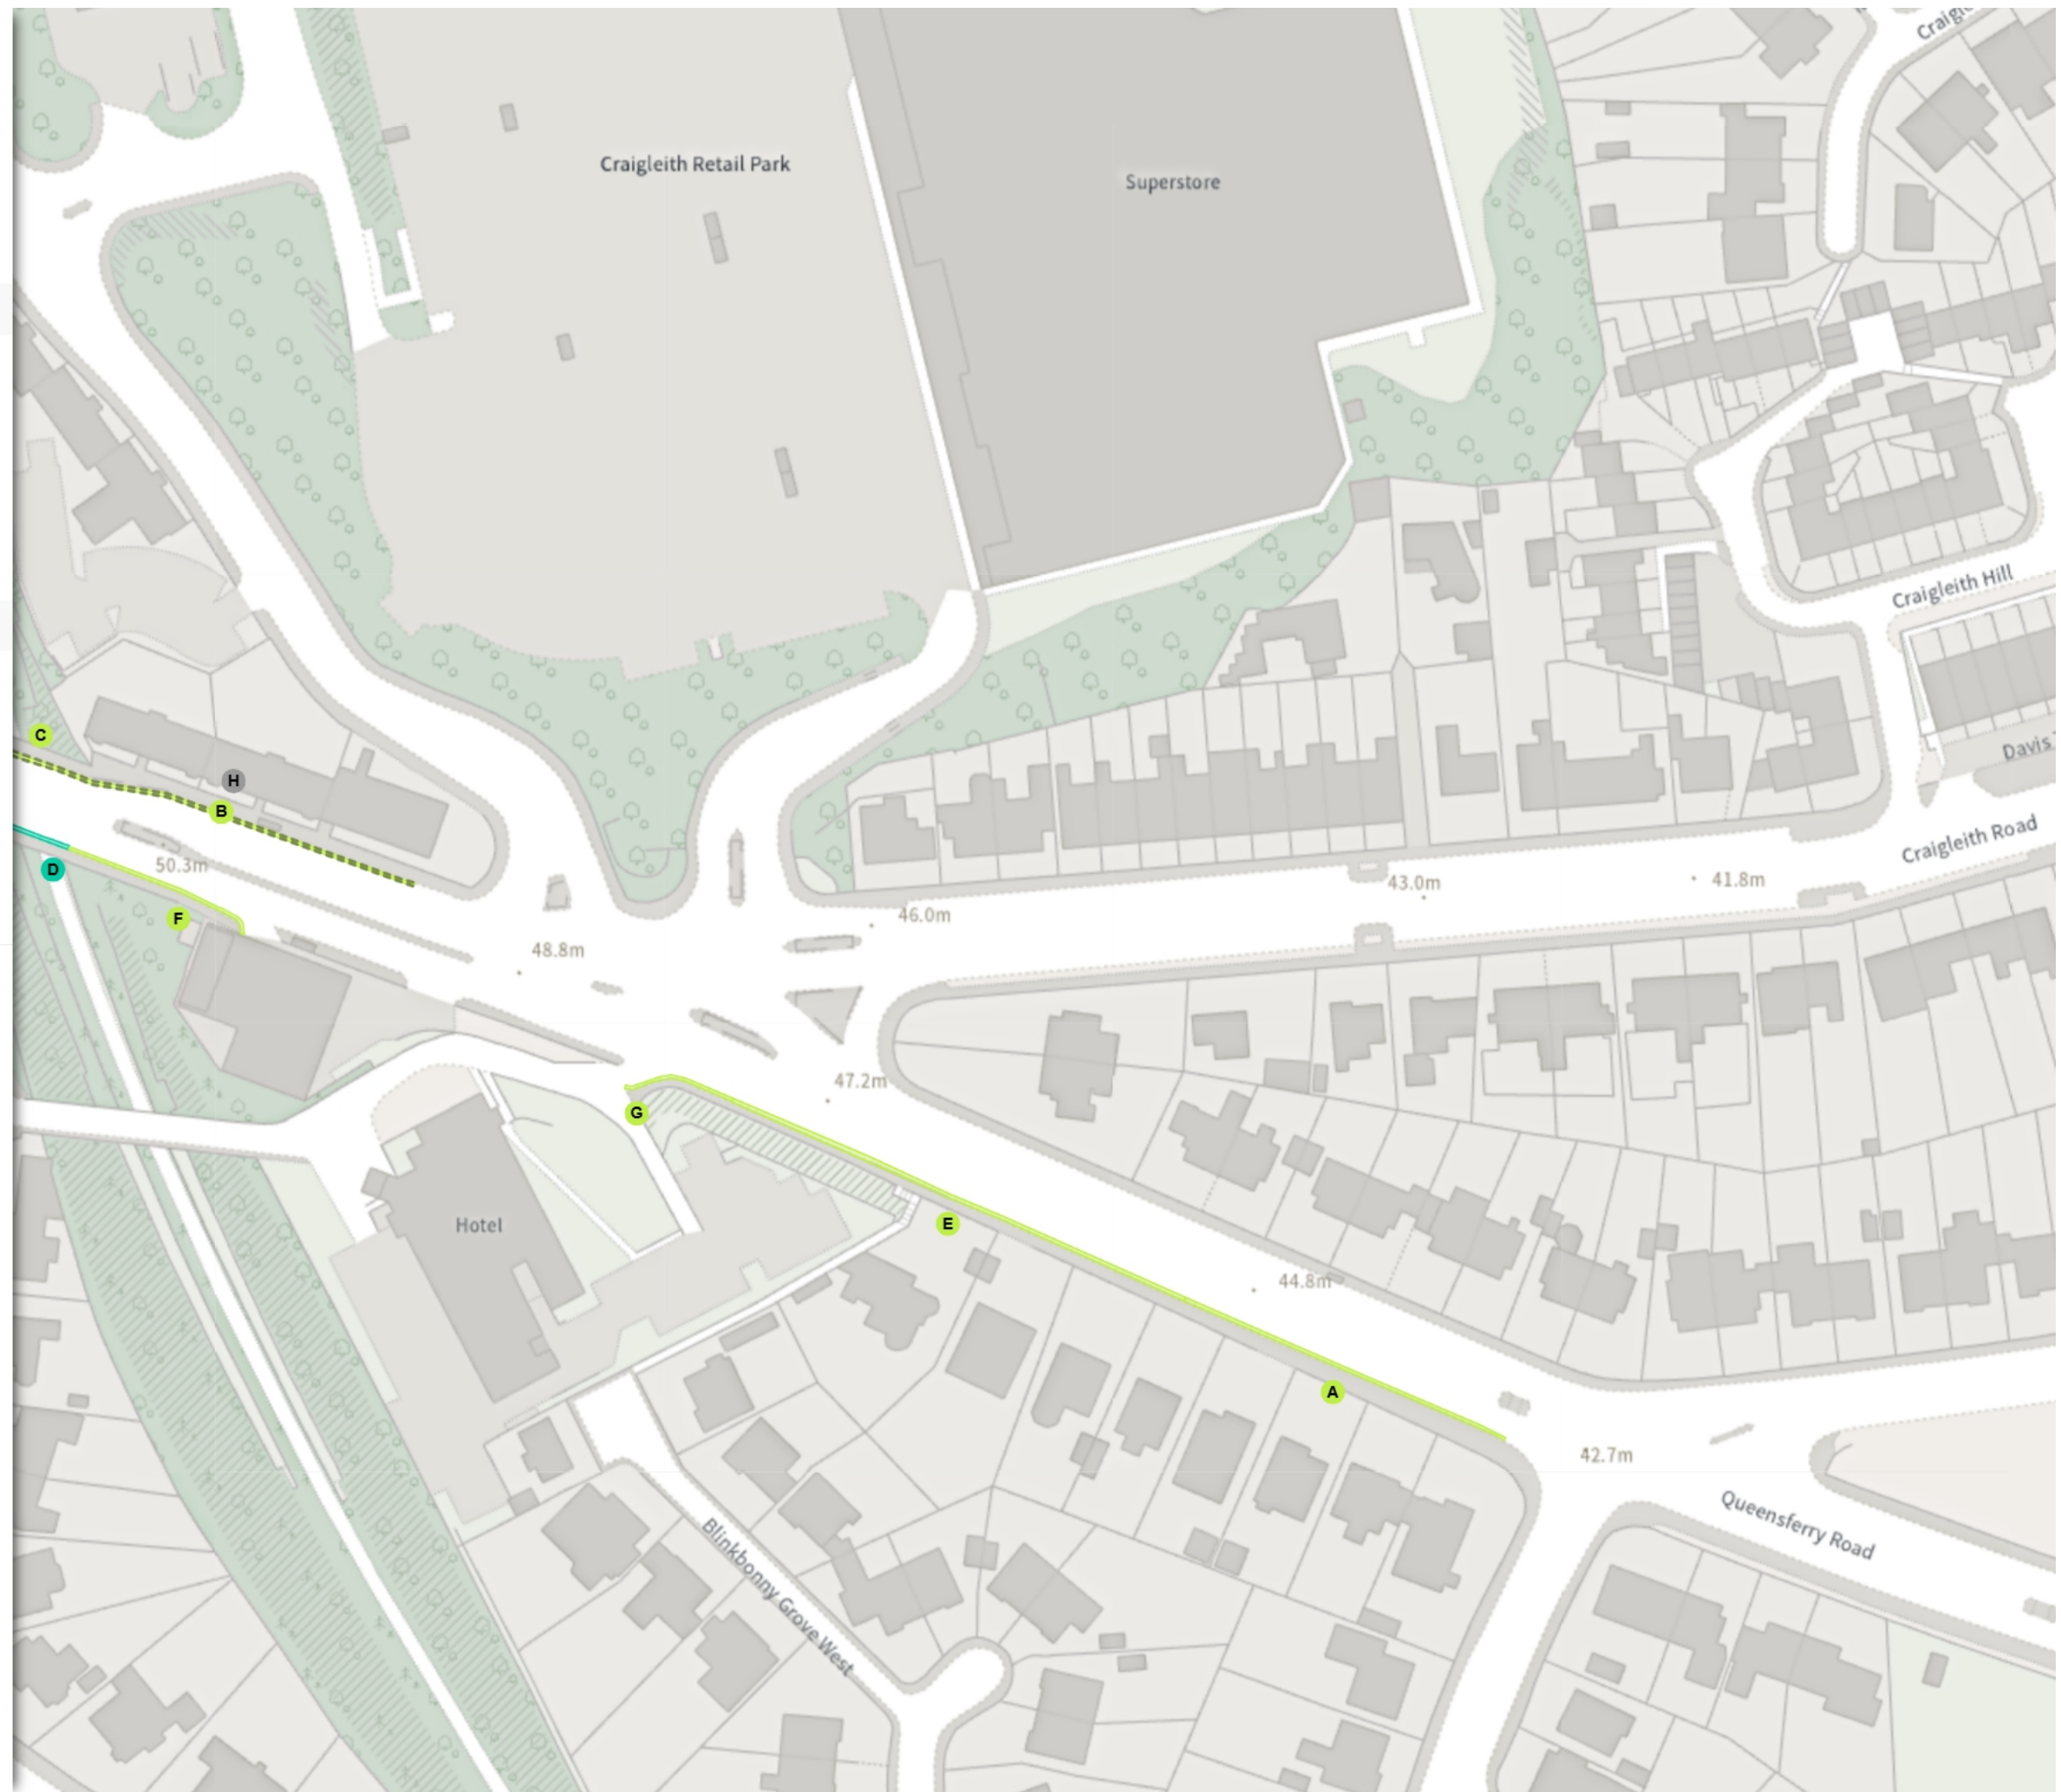 Craigl
Craigleith Retail Park
Superstore
Craigleith Hill
C
Davis
H
B
Craigleith Road
50.3m
D
43.0m
41.8m
F
46.0m
48.8m
47.2m
G
Hotel
E
44.8m
A
42.7m
Queensferry Road
Blinkbonny Grove West